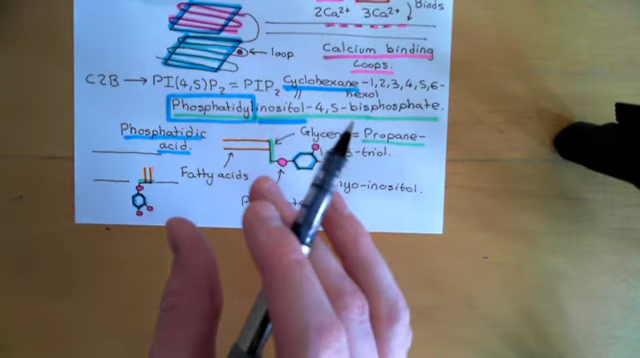 2Ca²⁺ 3Ca²⁺ Binds
loop
Calcium binding
Loops.
C2B → PI(4,5)P₂ = PIP₂ Cyclohexane-1,2,3,4,5,6-
hexol
Phosphatidylinositol-4,5-bisphosphate.
Phosphatidic
acid.
= Propane-
triol.
Fatty acids
myo-inositol.